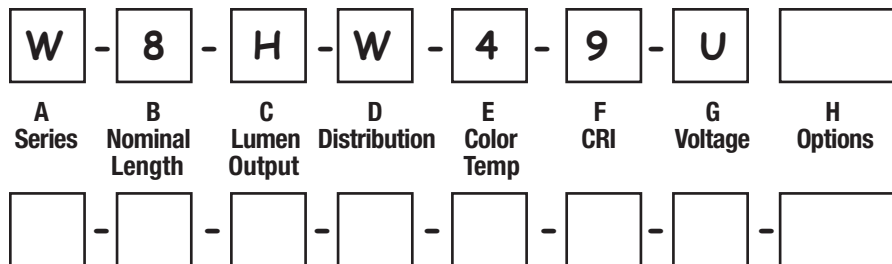 W - 8 - H - W - 4 - 9 - U
A B C D E F G H
Series Nominal Lumen Distribution Color CRI Voltage Options
Length Output Temp
- - - - - - -